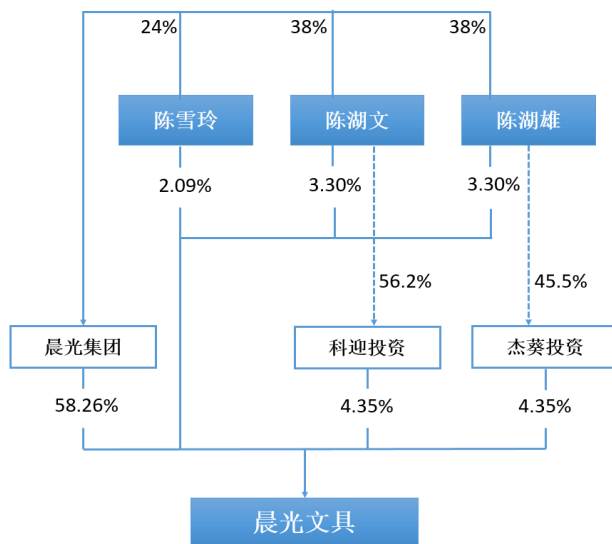 24% 38% 38%
陈雪玲 陈湖文 陈湖雄
2.09% 3.30% 3.30%
56.2% 45.5%
晨光集团 科迎投资 杰葵投资
58.26% 4.35% 4.35%
晨光文具